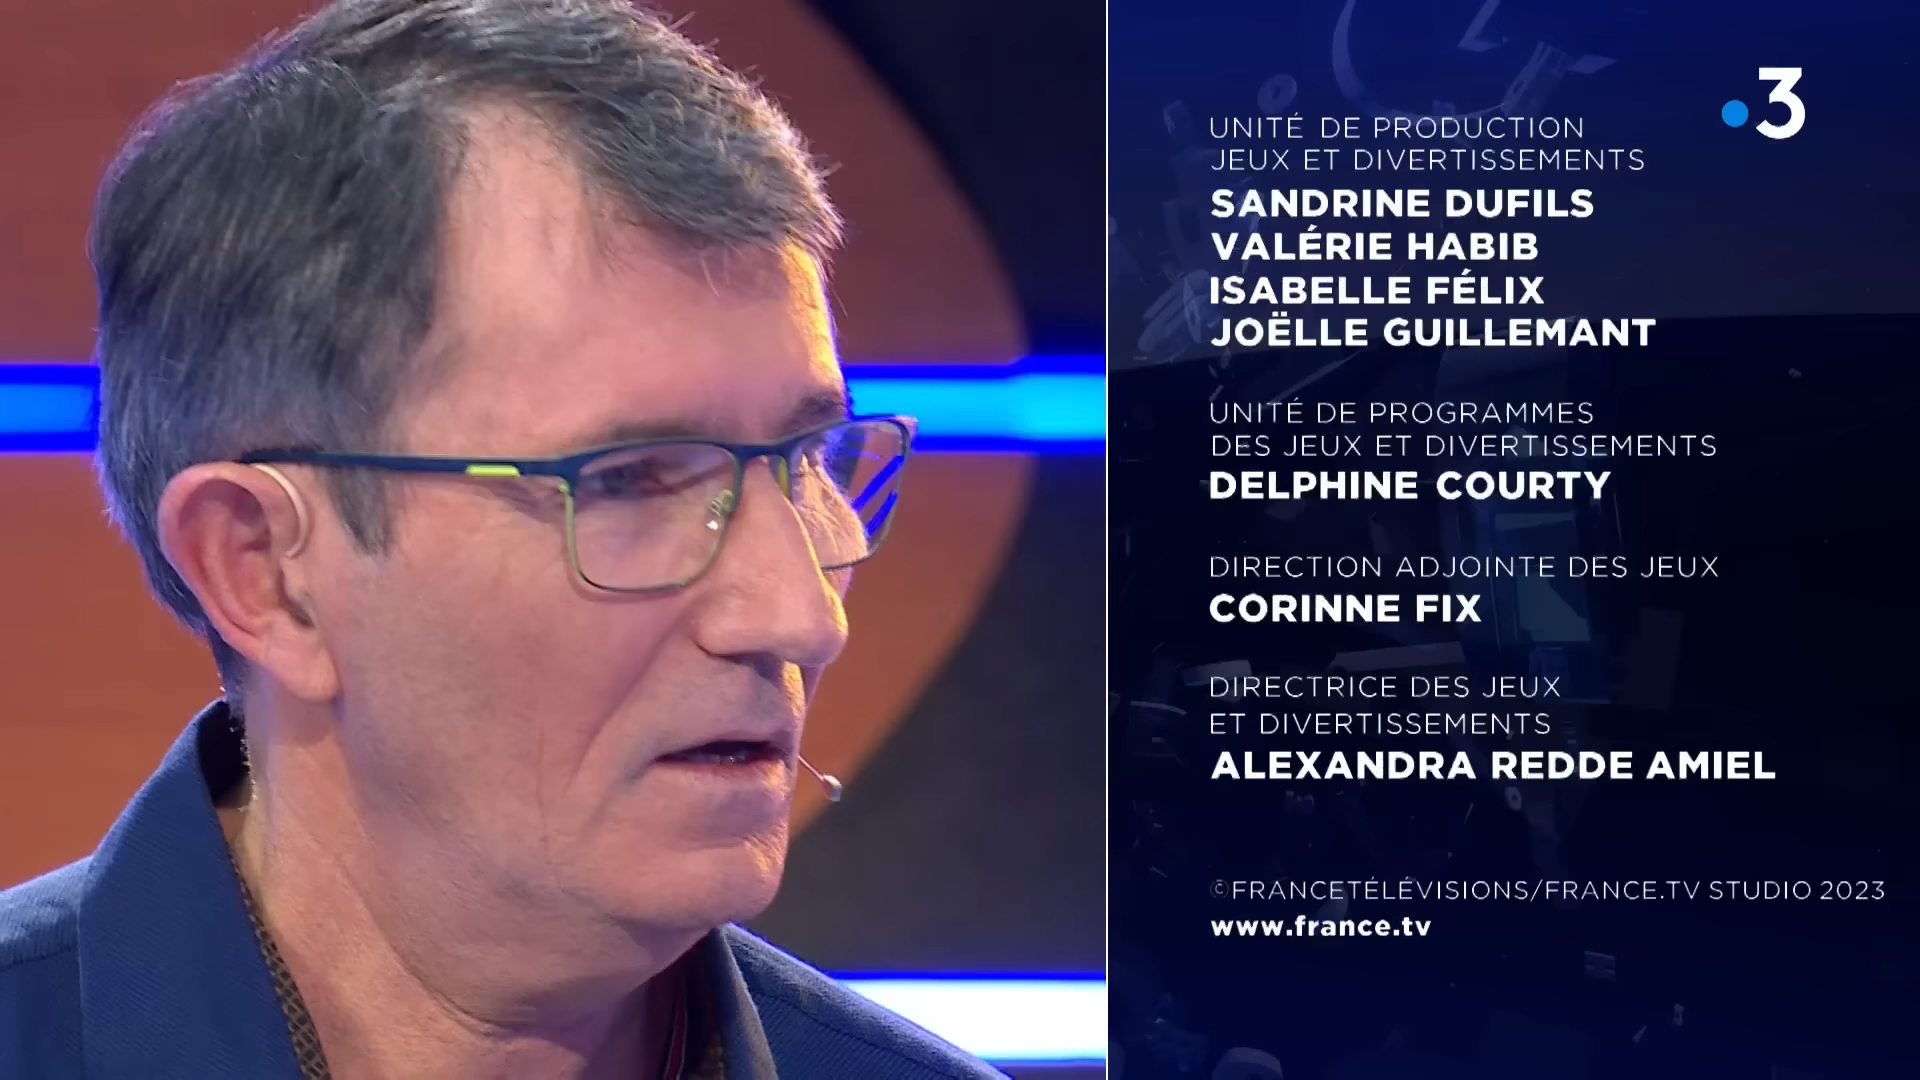 3
UNITÉ DE PRODUCTION
JEUX ET DIVERTISSEMENTS
SANDRINE DUFILS
VALÉRIE HABIB
ISABELLE FÉLIX
JOËLLE GUILLEMANT
UNITÉ DE PROGRAMMES
DES JEUX ET DIVERTISSEMENTS
DELPHINE COURTY
DIRECTION ADJOINTE DES JEUX
CORINNE FIX
DIRECTRICE DES JEUX
ET DIVERTISSEMENTS
ALEXANDRA REDDE AMIEL
©FRANCETÉLÉVISIONS/FRANCE.TV STUDIO 2023
www.france.tv